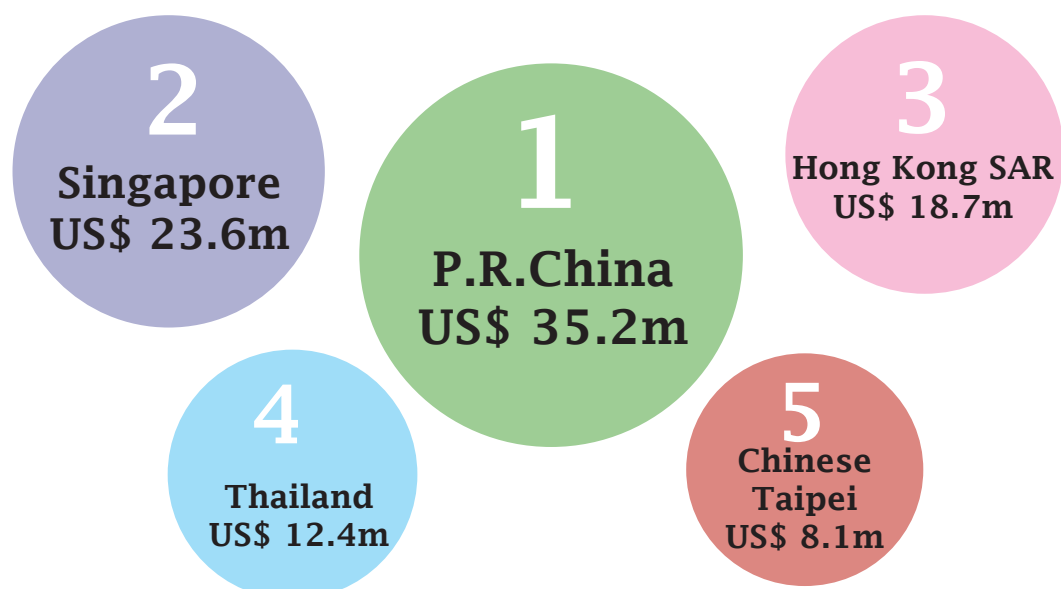 2
Singapore
US$ 23.6m
1
P.R.China
US$ 35.2m
3
Hong Kong SAR
US$ 18.7m
4
Thailand
US$ 12.4m
5
Chinese
Taipei
US$ 8.1m